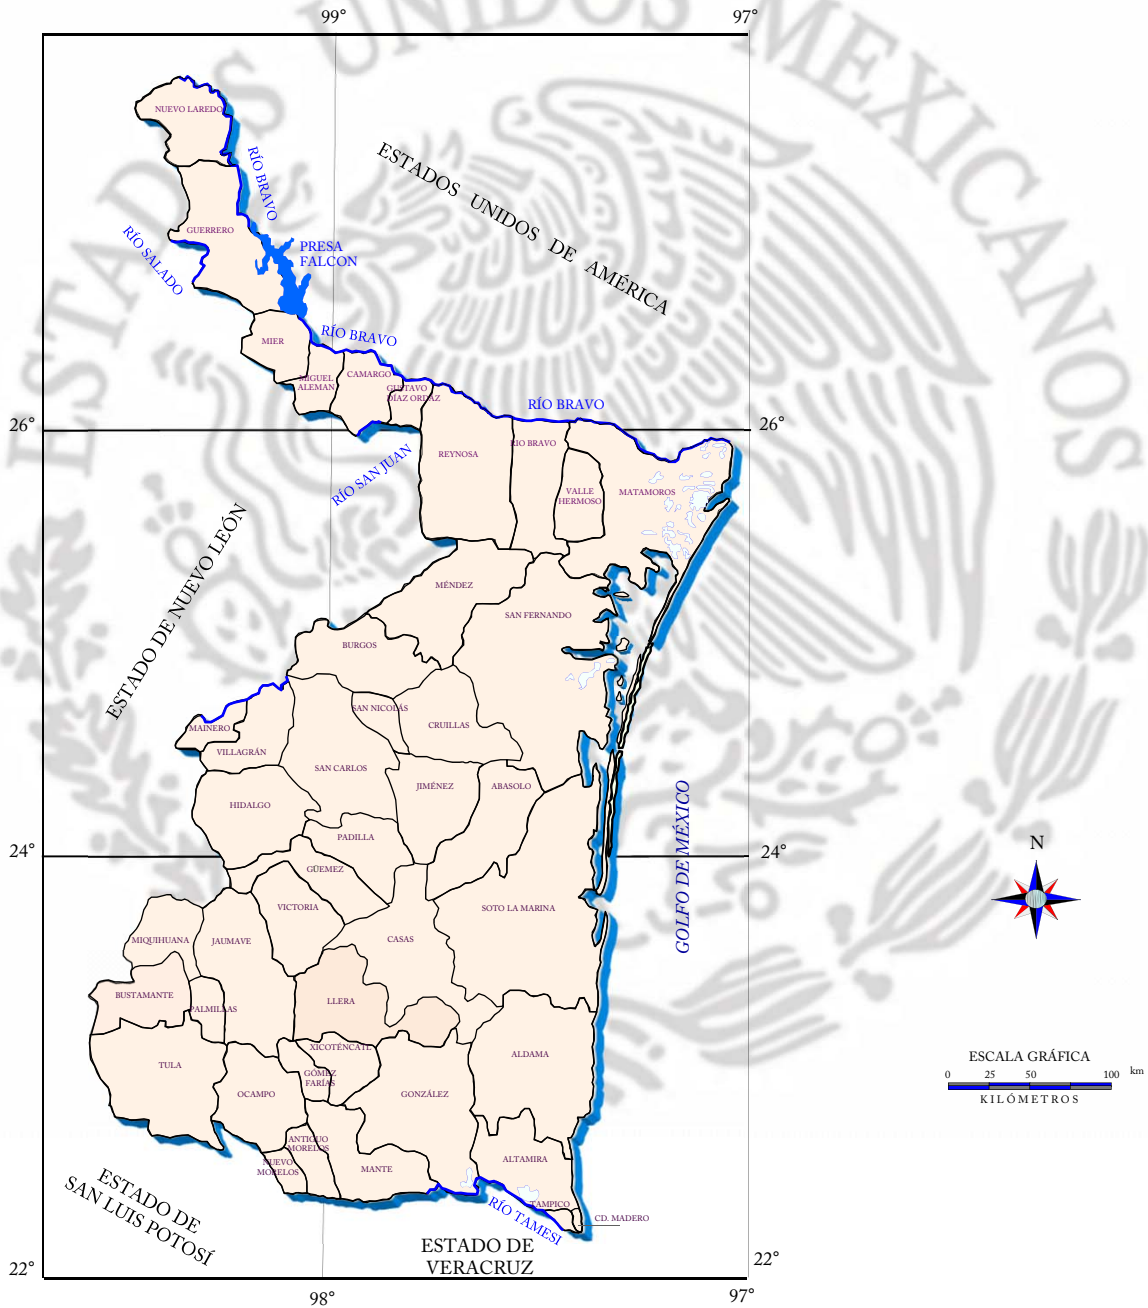 ESTADOS UNIDOS MEXICANOS
99°
97°
NUEVO LAREDO
RÍO BRAVO
ESTADOS UNIDOS DE AMÉRICA
GUERRERO
RÍO SALADO
PRESA
FALCON
RÍO BRAVO
MIER
MIGUEL
ALEMAN
CAMARGO
GUSTAVO
DÍAZ ORDAZ
RÍO BRAVO
26°
26°
RÍO SAN JUAN
REYNOSA
RIO BRAVO
VALLE
HERMOSO
MATAMOROS
ESTADO DE NUEVO LEÓN
MÉNDEZ
SAN FERNANDO
BURGOS
SAN NICOLÁS
CRUILLAS
MAINERO
VILLAGRÁN
SAN CARLOS
JIMÉNEZ
ABASOLO
HIDALGO
PADILLA
GOLFO DE MÉXICO
24°
24°
N
GÜEMEZ
VICTORIA
SOTO LA MARINA
MIQUIHUANA
JAUMAVE
CASAS
BUSTAMANTE
PALMILLAS
LLERA
XICOTÉNCATL
ALDAMA
TULA
GÓMEZ
FARÍAS
OCAMPO
GONZÁLEZ
ESCALA GRÁFICA
0 25 50 100 km
KILÓMETROS
ANTIGUO
MORELOS
NUEVO
MORELOS
MANTE
ALTAMIRA
TAMPICO
CD. MADERO
RÍO TAMESI
ESTADO DE
SAN LUIS POTOSÍ
ESTADO DE
VERACRUZ
22°
22°
98°
97°